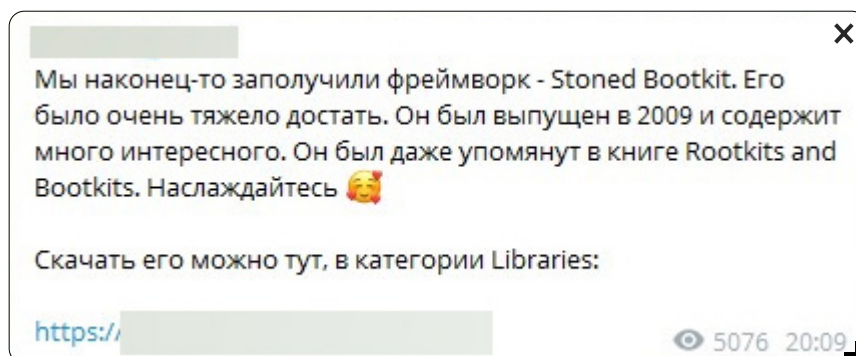 Мы наконец-то заполучили фреймворк - Stoned Bootkit. Его
было очень тяжело достать. Он был выпущен в 2009 и содержит
много интересного. Он был даже упомянут в книге Rootkits and
Bootkits. Наслаждайтесь 🥰
Скачать его можно тут, в категории Libraries:
https://
5076 20:09